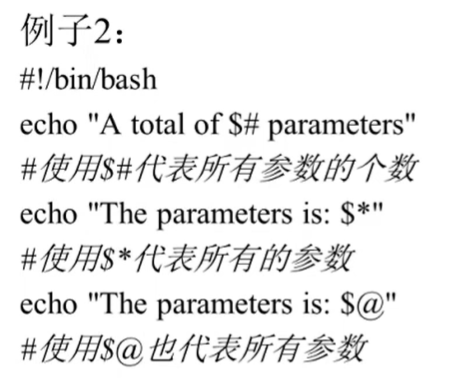 例子2：
#!/bin/bash
echo "A total of $# parameters"
#使用$#代表所有参数的个数
echo "The parameters is: $*"
#使用$*代表所有的参数
echo "The parameters is: $@"
#使用$@也代表所有参数